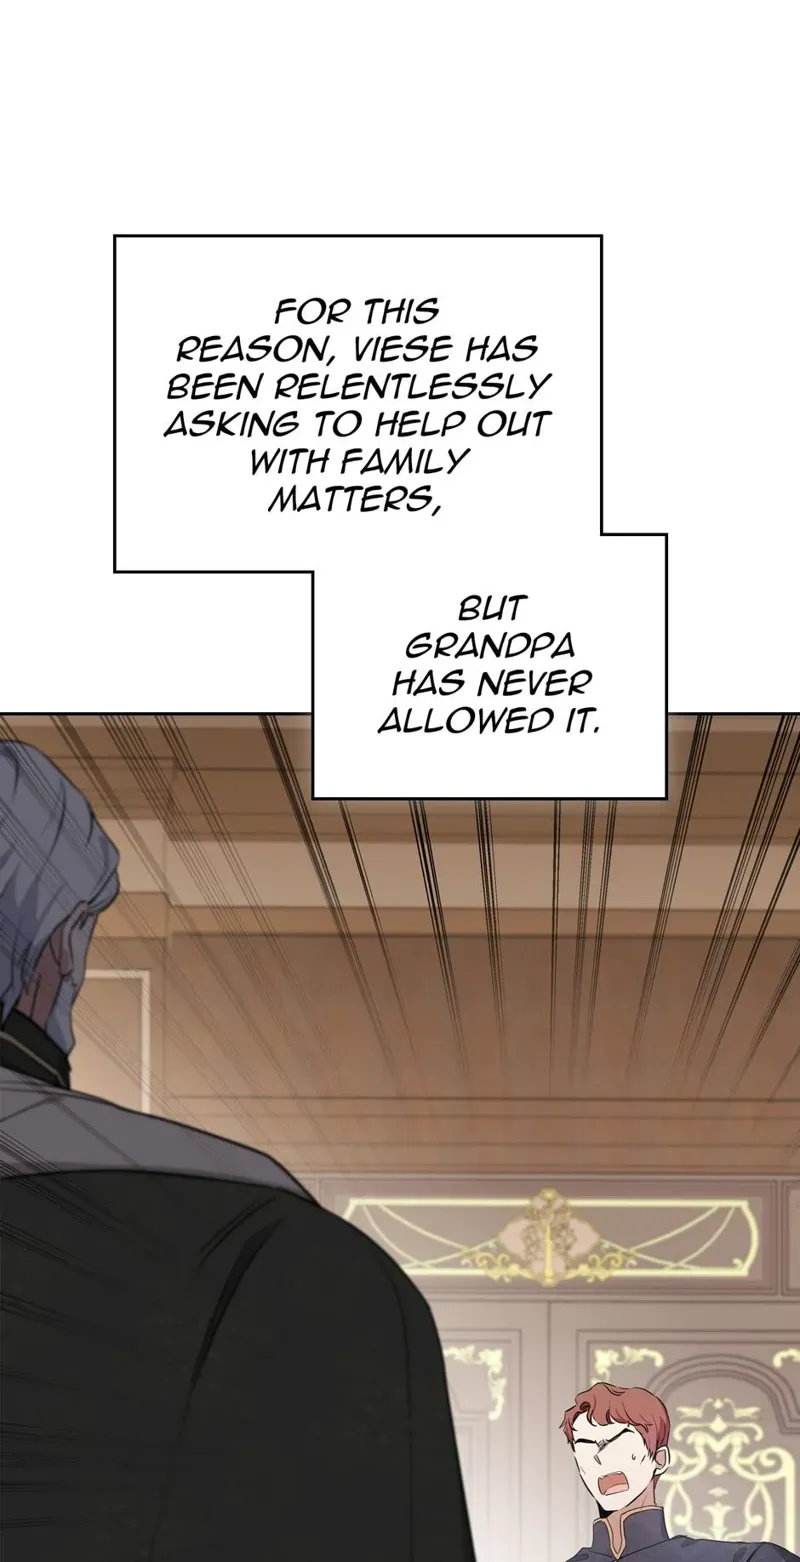 FOR THIS
REASON, VIESE HAS
BEEN RELENTLESSLY
ASKING TO HELP OUT
WITH FAMILY
MATTERS,
BUT
GRANDPA
HAS NEVER
ALLOWED IT.